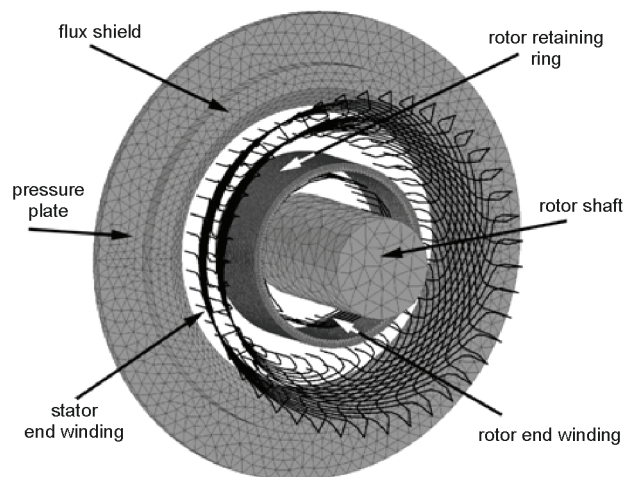 flux shield
rotor retaining
ring
pressure
plate
rotor shaft
stator
end winding
rotor end winding